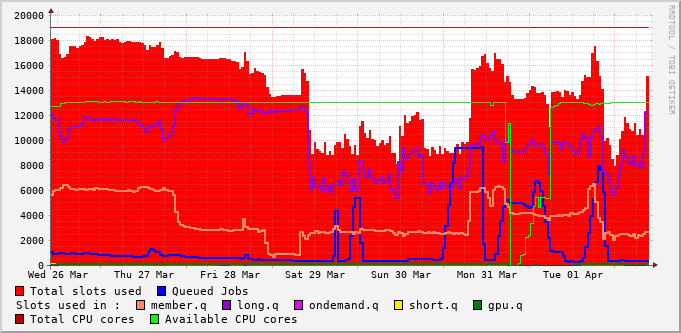 20000
18000
16000
14000
12000
10000
8000
6000
4000
2000
0
Wed 26 Mar Thu 27 Mar Fri 28 Mar Sat 29 Mar Sun 30 Mar Mon 31 Mar Tue 01 Apr
Total slots used Queued Jobs
Slots used in : member.q long.q ondemand.q short.q gpu.q
Total CPU cores Available CPU cores
RRDTOOL / TOBI OETIKER